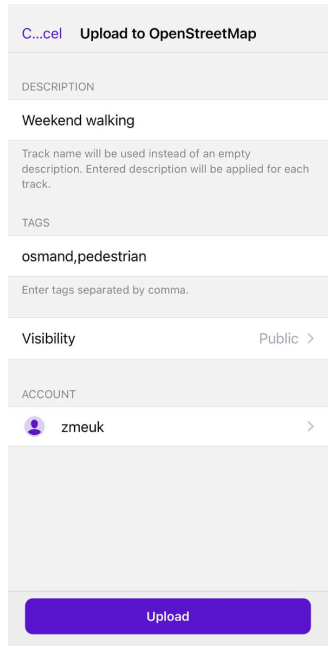 C...cel Upload to OpenStreetMap
DESCRIPTION
Weekend walking
Track name will be used instead of an empty
description. Entered description will be applied for each
track.
TAGS
osmand,pedestrian
Enter tags separated by comma.
Visibility Public
ACCOUNT
zmeuk
Upload